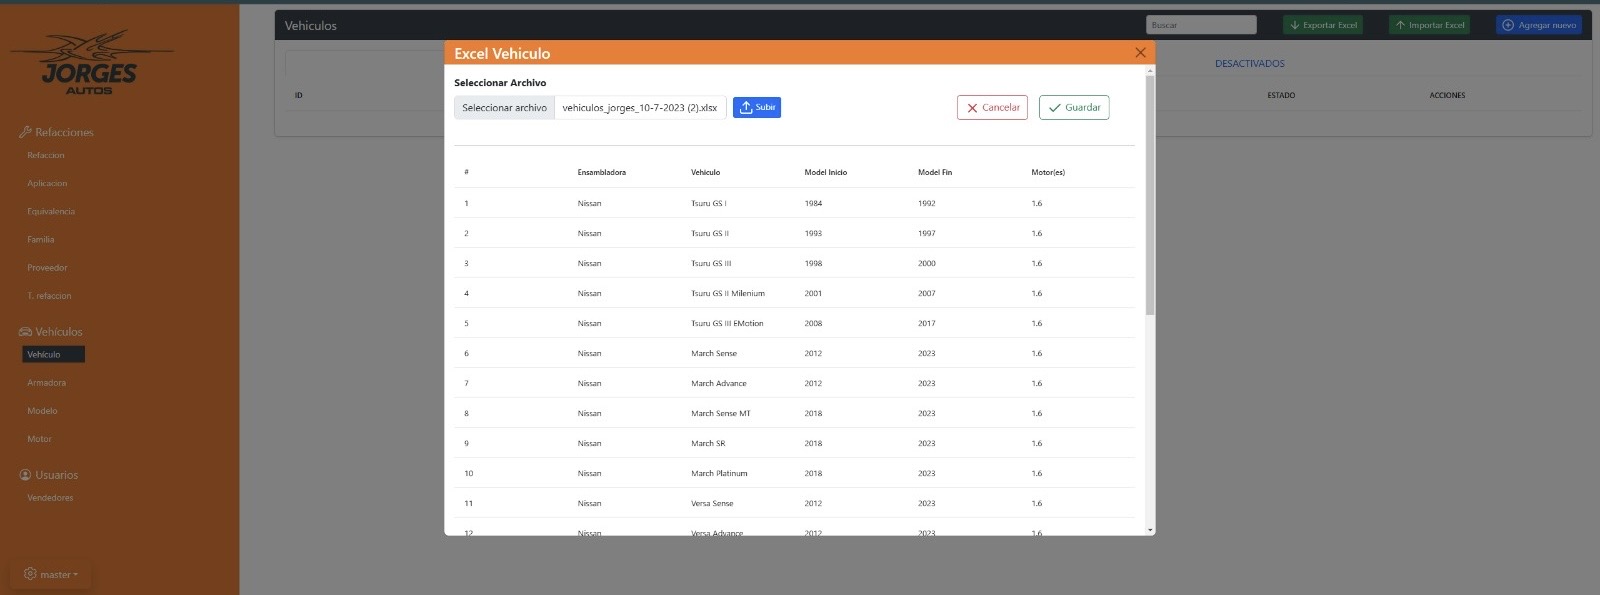 Vehiculos
Buscar
Exportar Excel
Importar Excel
Agregar nuevo
JORGES
AUTOS
Excel Vehiculo
DESACTIVADOS
Seleccionar Archivo
Seleccionar archivo vehiculos_jorges_10-7-2023 (2).xlsx Subir Cancelar Guardar
ID ESTADO ACCIONES
Refacciones
Refaccion
Aplicacion
Equivalencia
Familia
Proveedor
T. refaccion
Vehículos
Vehículo
Armadora
Modelo
Motor
Usuarios
Vendedores
master
# Ensambladora Vehículo Model Inicio Model Fin Motor(es)
1 Nissan Tsuru GS I 1984 1992 1.6
2 Nissan Tsuru GS II 1993 1997 1.6
3 Nissan Tsuru GS III 1998 2000 1.6
4 Nissan Tsuru GS II Milenium 2001 2007 1.6
5 Nissan Tsuru GS III EMotion 2008 2017 1.6
6 Nissan March Sense 2012 2023 1.6
7 Nissan March Advance 2012 2023 1.6
8 Nissan March Sense MT 2018 2023 1.6
9 Nissan March SR 2018 2023 1.6
10 Nissan March Platinum 2018 2023 1.6
11 Nissan Versa Sense 2012 2023 1.6
12 Nissan Versa Advance 2012 2023 1.6